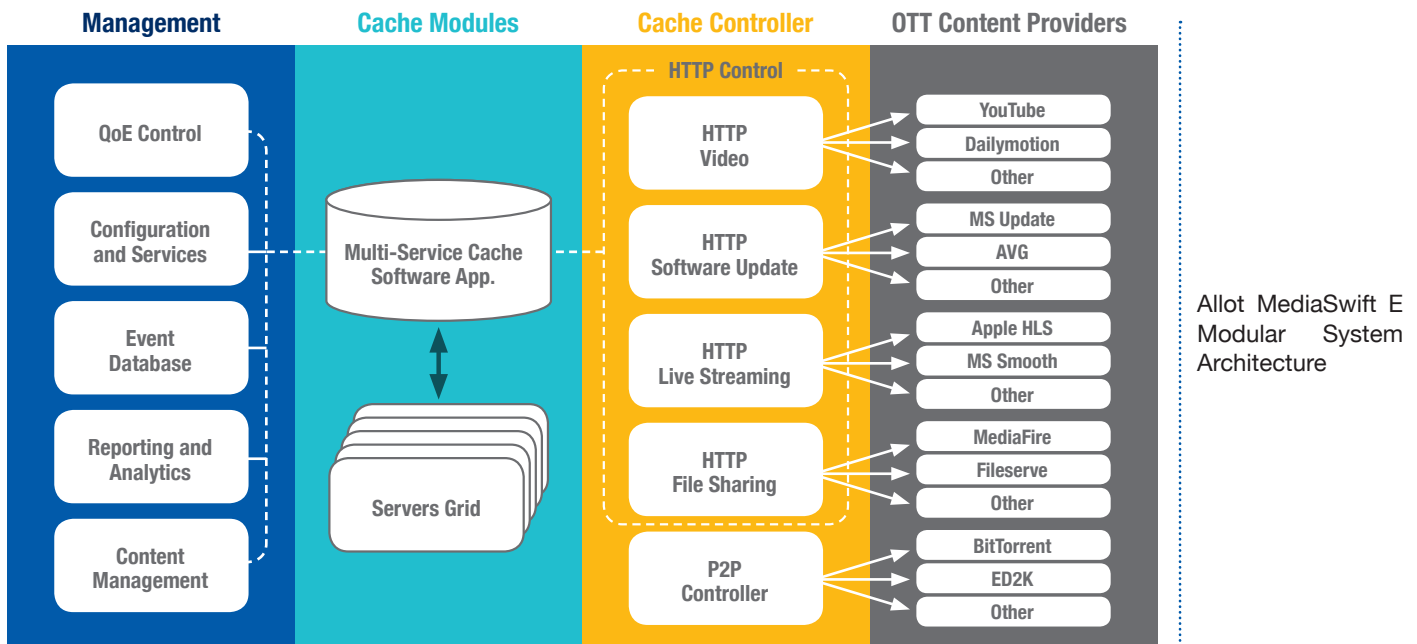 Management
Cache Modules
Cache Controller
OTT Content Providers
QoE Control
Configuration
and Services
Event
Database
Reporting and
Analytics
Content
Management
Multi-Service Cache
Software App.
Servers Grid
HTTP Control
HTTP
Video
HTTP
Software Update
HTTP
Live Streaming
HTTP
File Sharing
P2P
Controller
YouTube
Dailymotion
Other
MS Update
AVG
Other
Apple HLS
MS Smooth
Other
MediaFire
Fileserve
Other
BitTorrent
ED2K
Other
Allot MediaSwift E
Modular System
Architecture